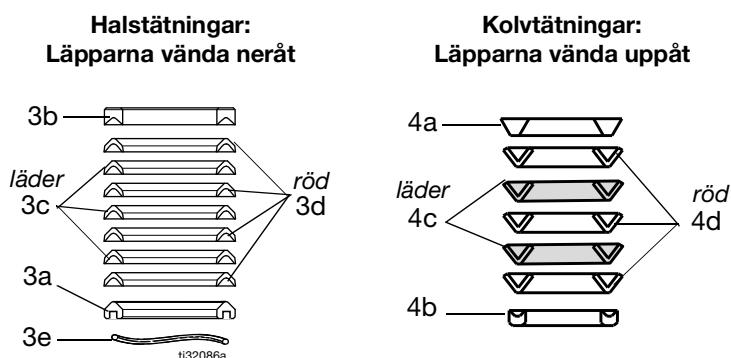 Halstätningar:
Läpparna vända neråt
3b
läder
3c
röd
3d
3a
3e
ti32086a
Kolvtätningar:
Läpparna vända uppåt
4a
läder
4c
röd
4d
4b